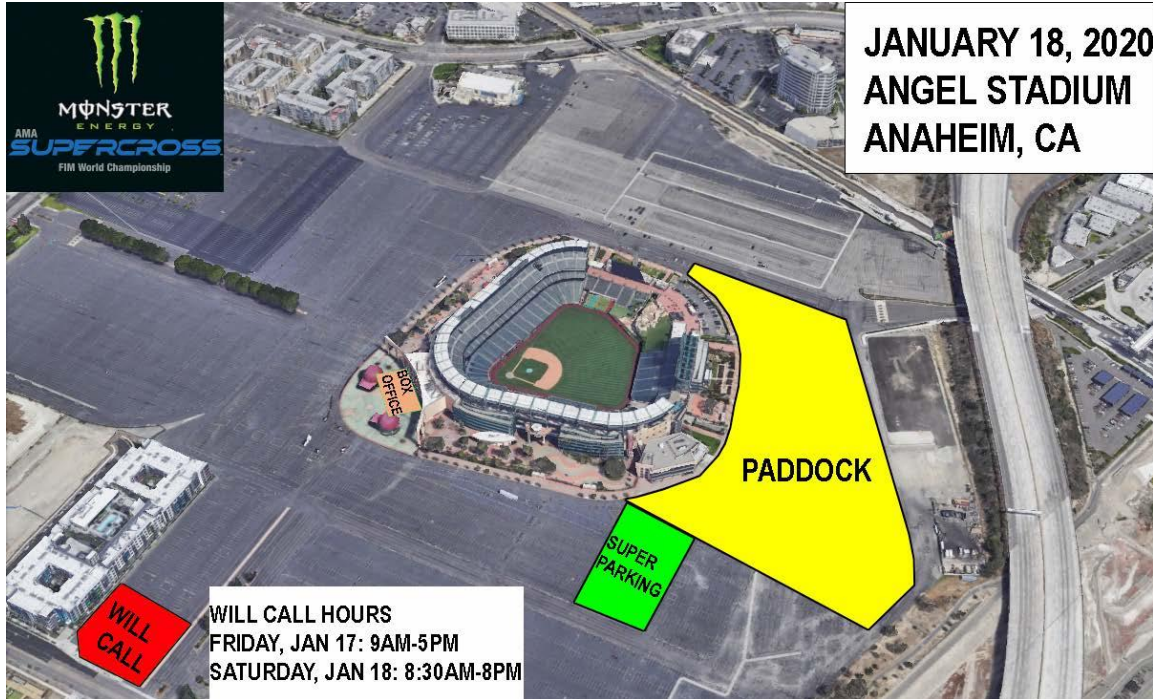 MONSTER
ENERGY
AMA
SUPERCROSS
FIM World Championship
JANUARY 18, 2020
ANGEL STADIUM
ANAHEIM, CA
BOX
OFFICE
PADDOCK
SUPER
PARKING
WILL
CALL
WILL CALL HOURS
FRIDAY, JAN 17: 9AM-5PM
SATURDAY, JAN 18: 8:30AM-8PM